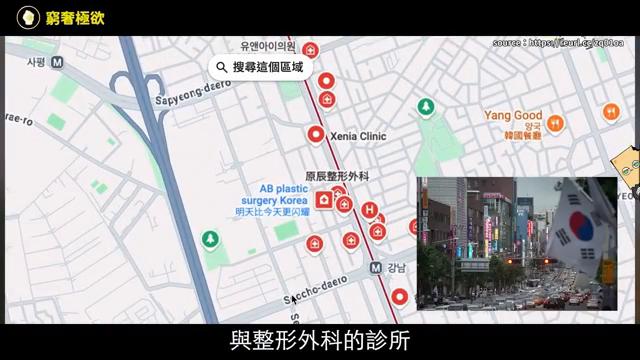 窮奢極欲
source：https://reurl.cc/zq01oa
유앤아이의원
사평
搜尋這個區域
Sapyeong-daero
rae-ro
Xenia Clinic
Yang Good
양국
韓國餐廳
原辰整形外科
AB plastic
surgery Korea
明天比今天更闪耀
강남
Seocho-daero
與整形外科的診所